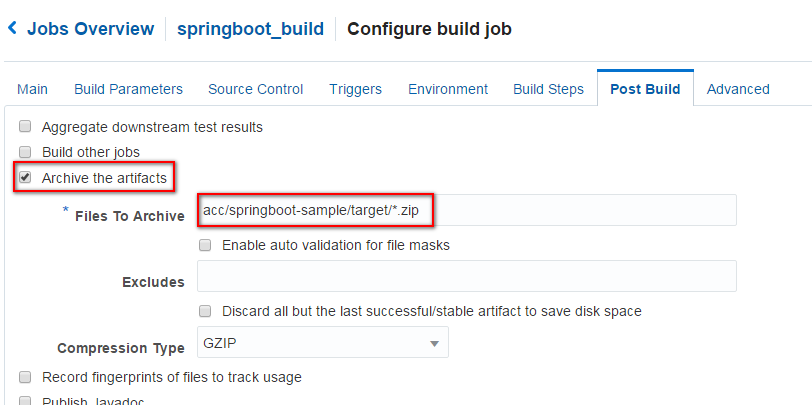 Jobs Overview springboot_build Configure build job
Main Build Parameters Source Control Triggers Environment Build Steps Post Build Advanced
Aggregate downstream test results
Build other jobs
Archive the artifacts
* Files To Archive acc/springboot-sample/target/*.zip
Enable auto validation for file masks
Excludes
Discard all but the last successful/stable artifact to save disk space
Compression Type GZIP
Record fingerprints of files to track usage
Publish Javadoc